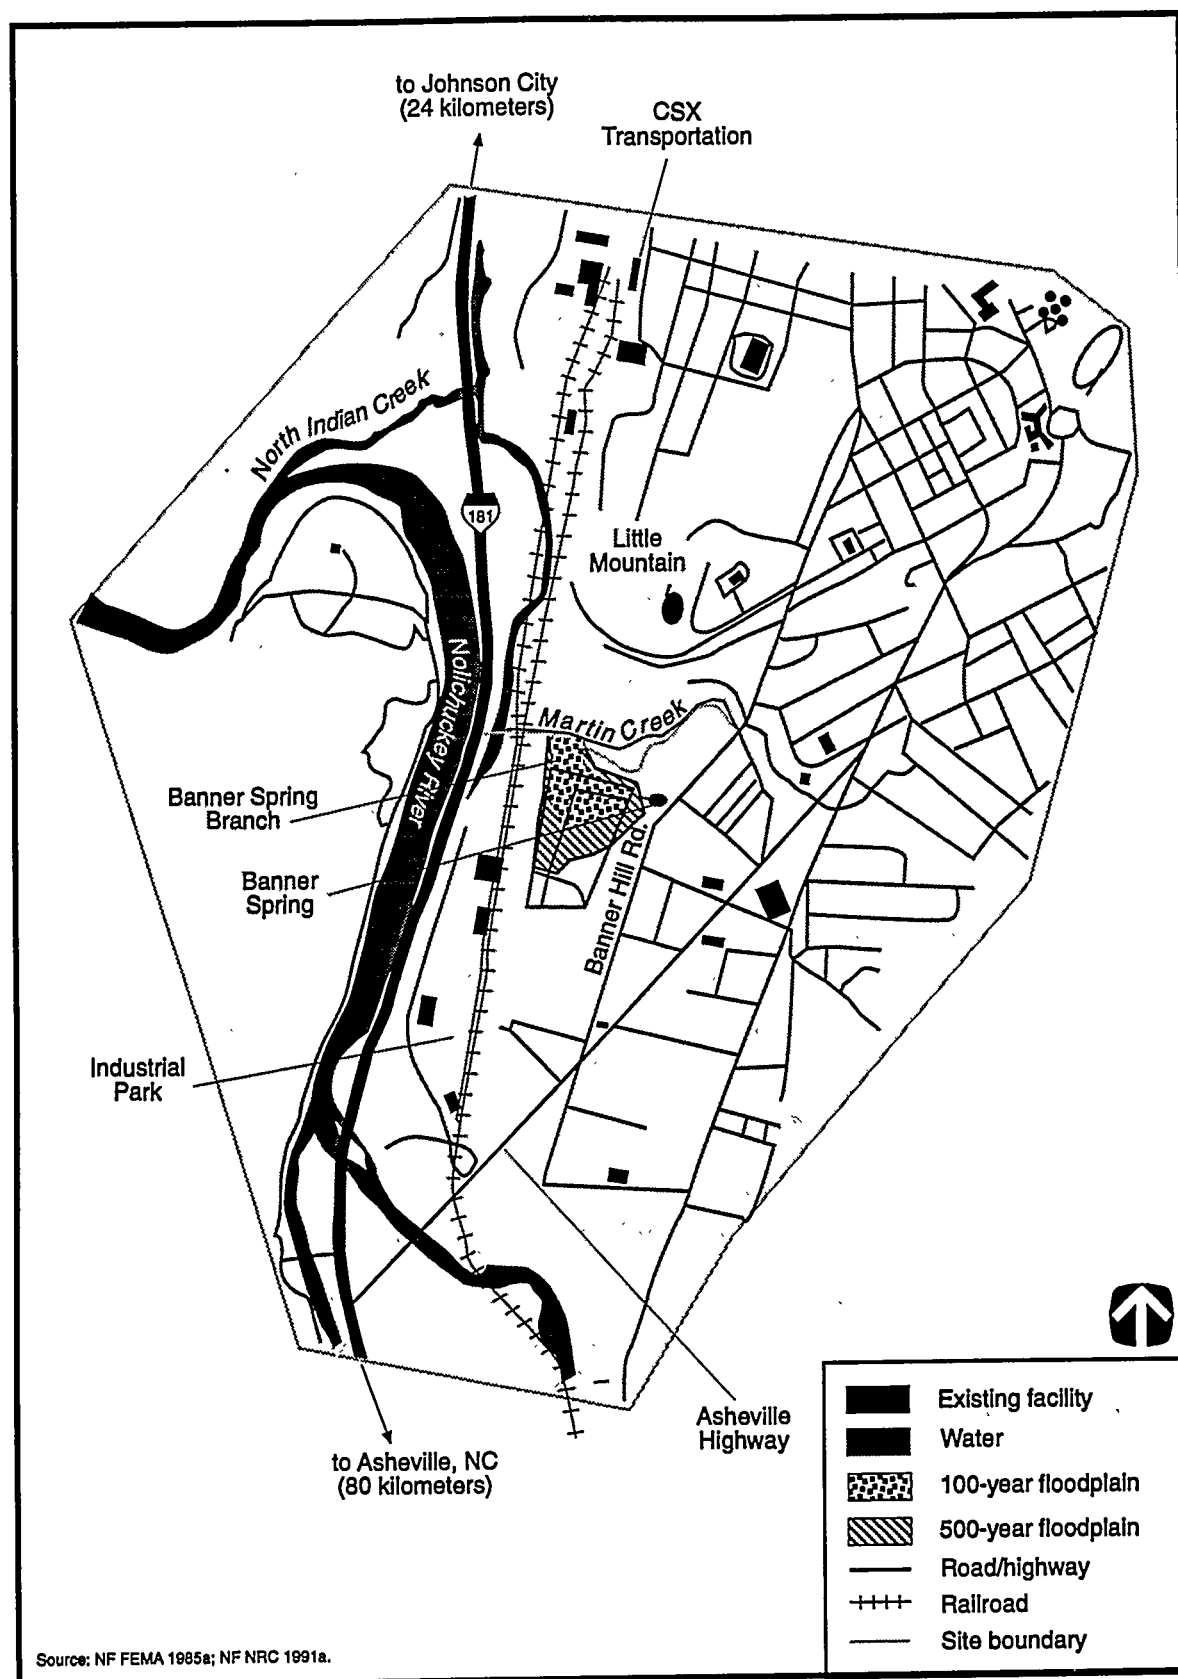 to Johnson City
(24 kilometers)
CSX
Transportation
North Indian Creek
181
Little
Mountain
Nolichuckey River
Martin Creek
Banner Spring
Branch
Banner
Spring
Banner Hill Rd.
Industrial
Park
Asheville
Highway
to Asheville, NC
(80 kilometers)
Existing facility
Water
100-year floodplain
500-year floodplain
Road/highway
Railroad
Site boundary
Source: NF FEMA 1985a; NF NRC 1991a.